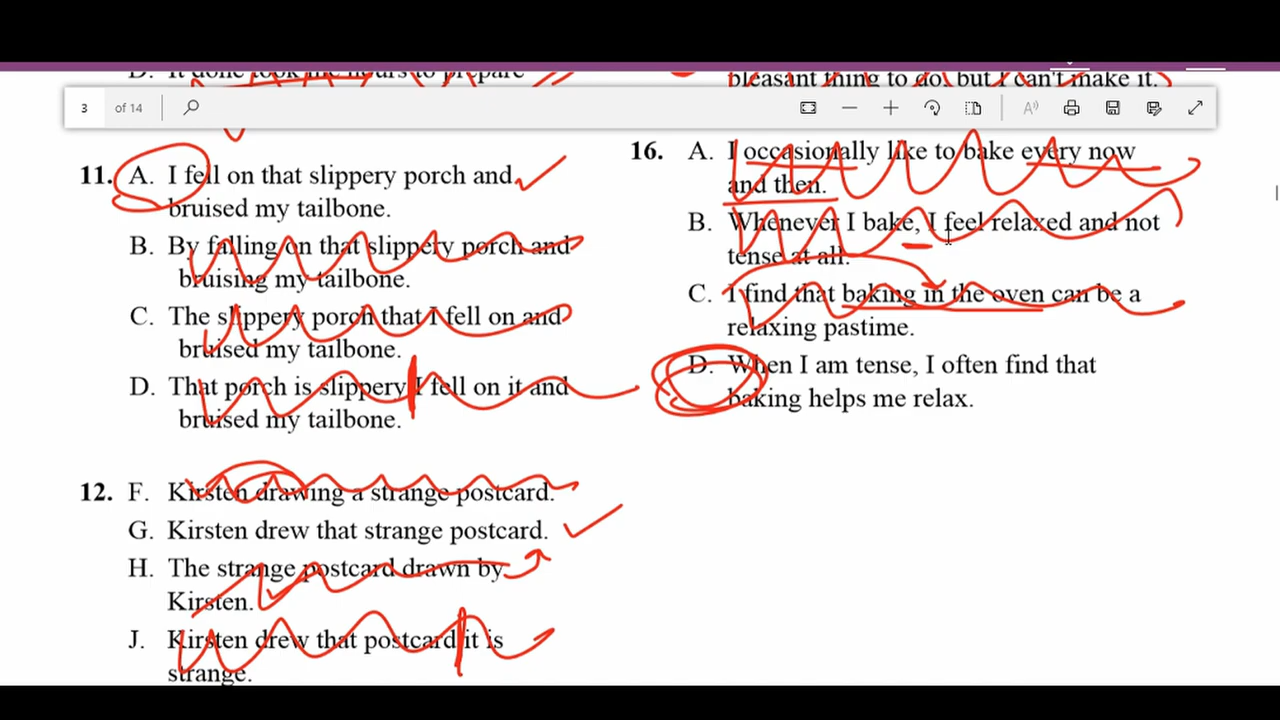 D. It done took me hours to prepare
3 of 14
11. A. I fell on that slippery porch and
bruised my tailbone.
B. By falling on that slippery porch and
bruising my tailbone.
C. The slippery porch that I fell on and
bruised my tailbone.
D. That porch is slippery I fell on it and
bruised my tailbone.
12. F. Kirsten drawing a strange postcard.
G. Kirsten drew that strange postcard.
H. The strange postcard drawn by
Kirsten.
J. Kirsten drew that postcard it is
strange.
pleasant thing to do, but I can't make it.
16. A. I occasionally like to bake every now
and then.
B. Whenever I bake, I feel relaxed and not
tense at all.
C. I find that baking in the oven can be a
relaxing pastime.
D. When I am tense, I often find that
baking helps me relax.